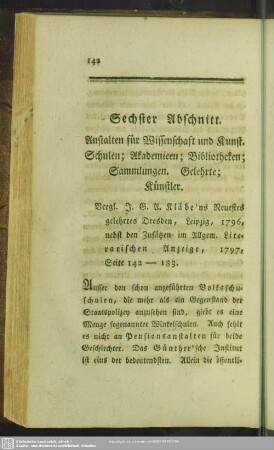 142
Sechster Abschnitt.
Anstalten für Wissenschaft und Kunst.
Schulen; Akademieen; Bibliotheken;
Sammlungen. Gelehrte;
Künstler.
Vergl. J. G. A. Kläbe'ns Neuestes
gelehrtes Dresden, Leipzig, 1796,
nebst den Zusätzen im Allgem. Lite-
rarischen Anzeige, 1797,
Seite 142 — 183.
Ausser den schon angeführten Volksschu-
schulen, die mehr als ein Gegenstand der
Staatspolizey anzusehen sind, giebt es eine
Menge sogenannter Winkelschulen. Auch fehlt
es nicht an Pensionsanstalten für beide
Geschlechter. Das Günther'sche Institut
ist eins der bedeutendsten. Allein die öffentli-